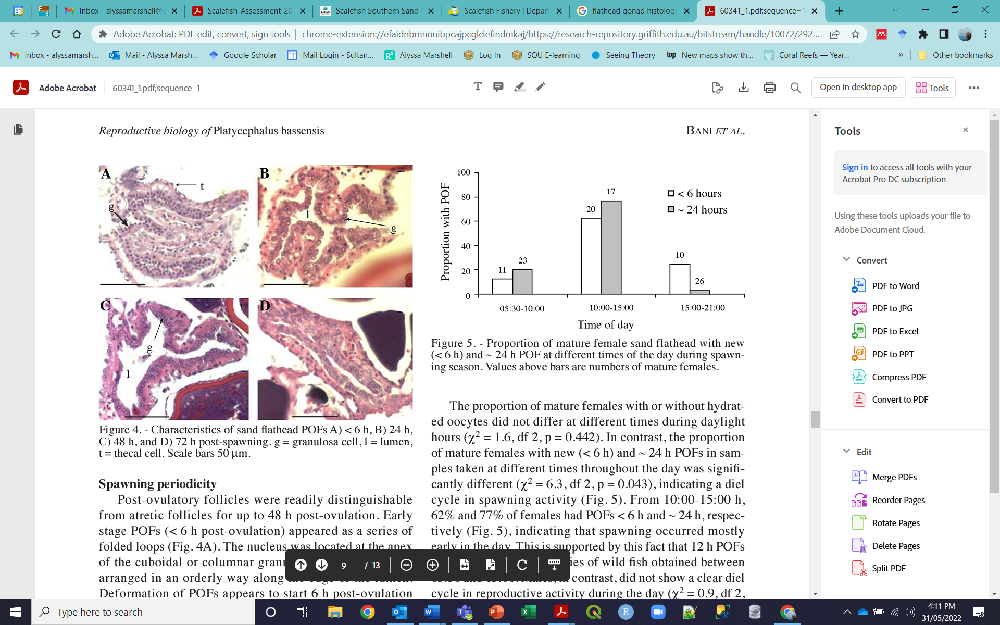 Inbox - alyssamarshell@g
Scalefish-Assessment-20
Scalefish Southern Sand
Scalefish Fishery | Depar
flathead gonad histology
60341_1.pdf;sequence=1
Adobe Acrobat: PDF edit, convert, sign tools | chrome-extension://efaidnbmnnnibpcajpcglclefindmkaj/https://research-repository.griffith.edu.au/bitstream/handle/10072/292...
Inbox - alyssamarsh...
Mail - Alyssa Marsh...
Google Scholar
Mail Login - Sultan...
Alyssa Marshell
Log In
SQU E-learning
Seeing Theory
New maps show th...
Coral Reefs — Year...
»
Other bookmarks
Adobe Acrobat
60341_1.pdf;sequence=1
Open in desktop app
Tools
Reproductive biology of Platycephalus bassensis
BANI ET AL.
A
t
g
B
l
g
C
g
l
D
Figure 4. - Characteristics of sand flathead POFs A) < 6 h, B) 24 h,
C) 48 h, and D) 72 h post-spawning. g = granulosa cell, l = lumen,
t = thecal cell. Scale bars 50 µm.
Spawning periodicity
Post-ovulatory follicles were readily distinguishable
from atretic follicles for up to 48 h post-ovulation. Early
stage POFs (< 6 h post-ovulation) appeared as a series of
folded loops (Fig. 4A). The nucleus was located at the apex
of the cuboidal or columnar granu
arranged in an orderly way along the edge of the lumen.
Deformation of POFs appears to start 6 h post-ovulation
Proportion with POF
100
80
60
40
20
0
11
23
20
17
10
26
< 6 hours
~ 24 hours
05:30-10:00
10:00-15:00
15:00-21:00
Time of day
Figure 5. - Proportion of mature female sand flathead with new
(< 6 h) and ~ 24 h POF at different times of the day during spawn-
ing season. Values above bars are numbers of mature females.
The proportion of mature females with or without hydrat-
ed oocytes did not differ at different times during daylight
hours (χ² = 1.6, df 2, p = 0.442). In contrast, the proportion
of mature females with new (< 6 h) and ~ 24 h POFs in sam-
ples taken at different times throughout the day was signifi-
cantly different (χ² = 6.3, df 2, p = 0.043), indicating a diel
cycle in spawning activity (Fig. 5). From 10:00-15:00 h,
62% and 77% of females had POFs < 6 h and ~ 24 h, respec-
tively (Fig. 5), indicating that spawning occurred mostly
early in the day. This is supported by this fact that 12 h POFs
ies of wild fish obtained between
contrast, did not show a clear diel
cycle in reproductive activity during the day (χ² = 0.9, df 2,
9 / 13
Tools
Sign in to access all tools with your
Acrobat Pro DC subscription
Using these tools uploads your file to
Adobe Document Cloud.
Convert
PDF to Word
PDF to JPG
PDF to Excel
PDF to PPT
Compress PDF
Convert to PDF
Edit
Merge PDFs
Reorder Pages
Rotate Pages
Delete Pages
Split PDF
Type here to search
4:11 PM
31/05/2022